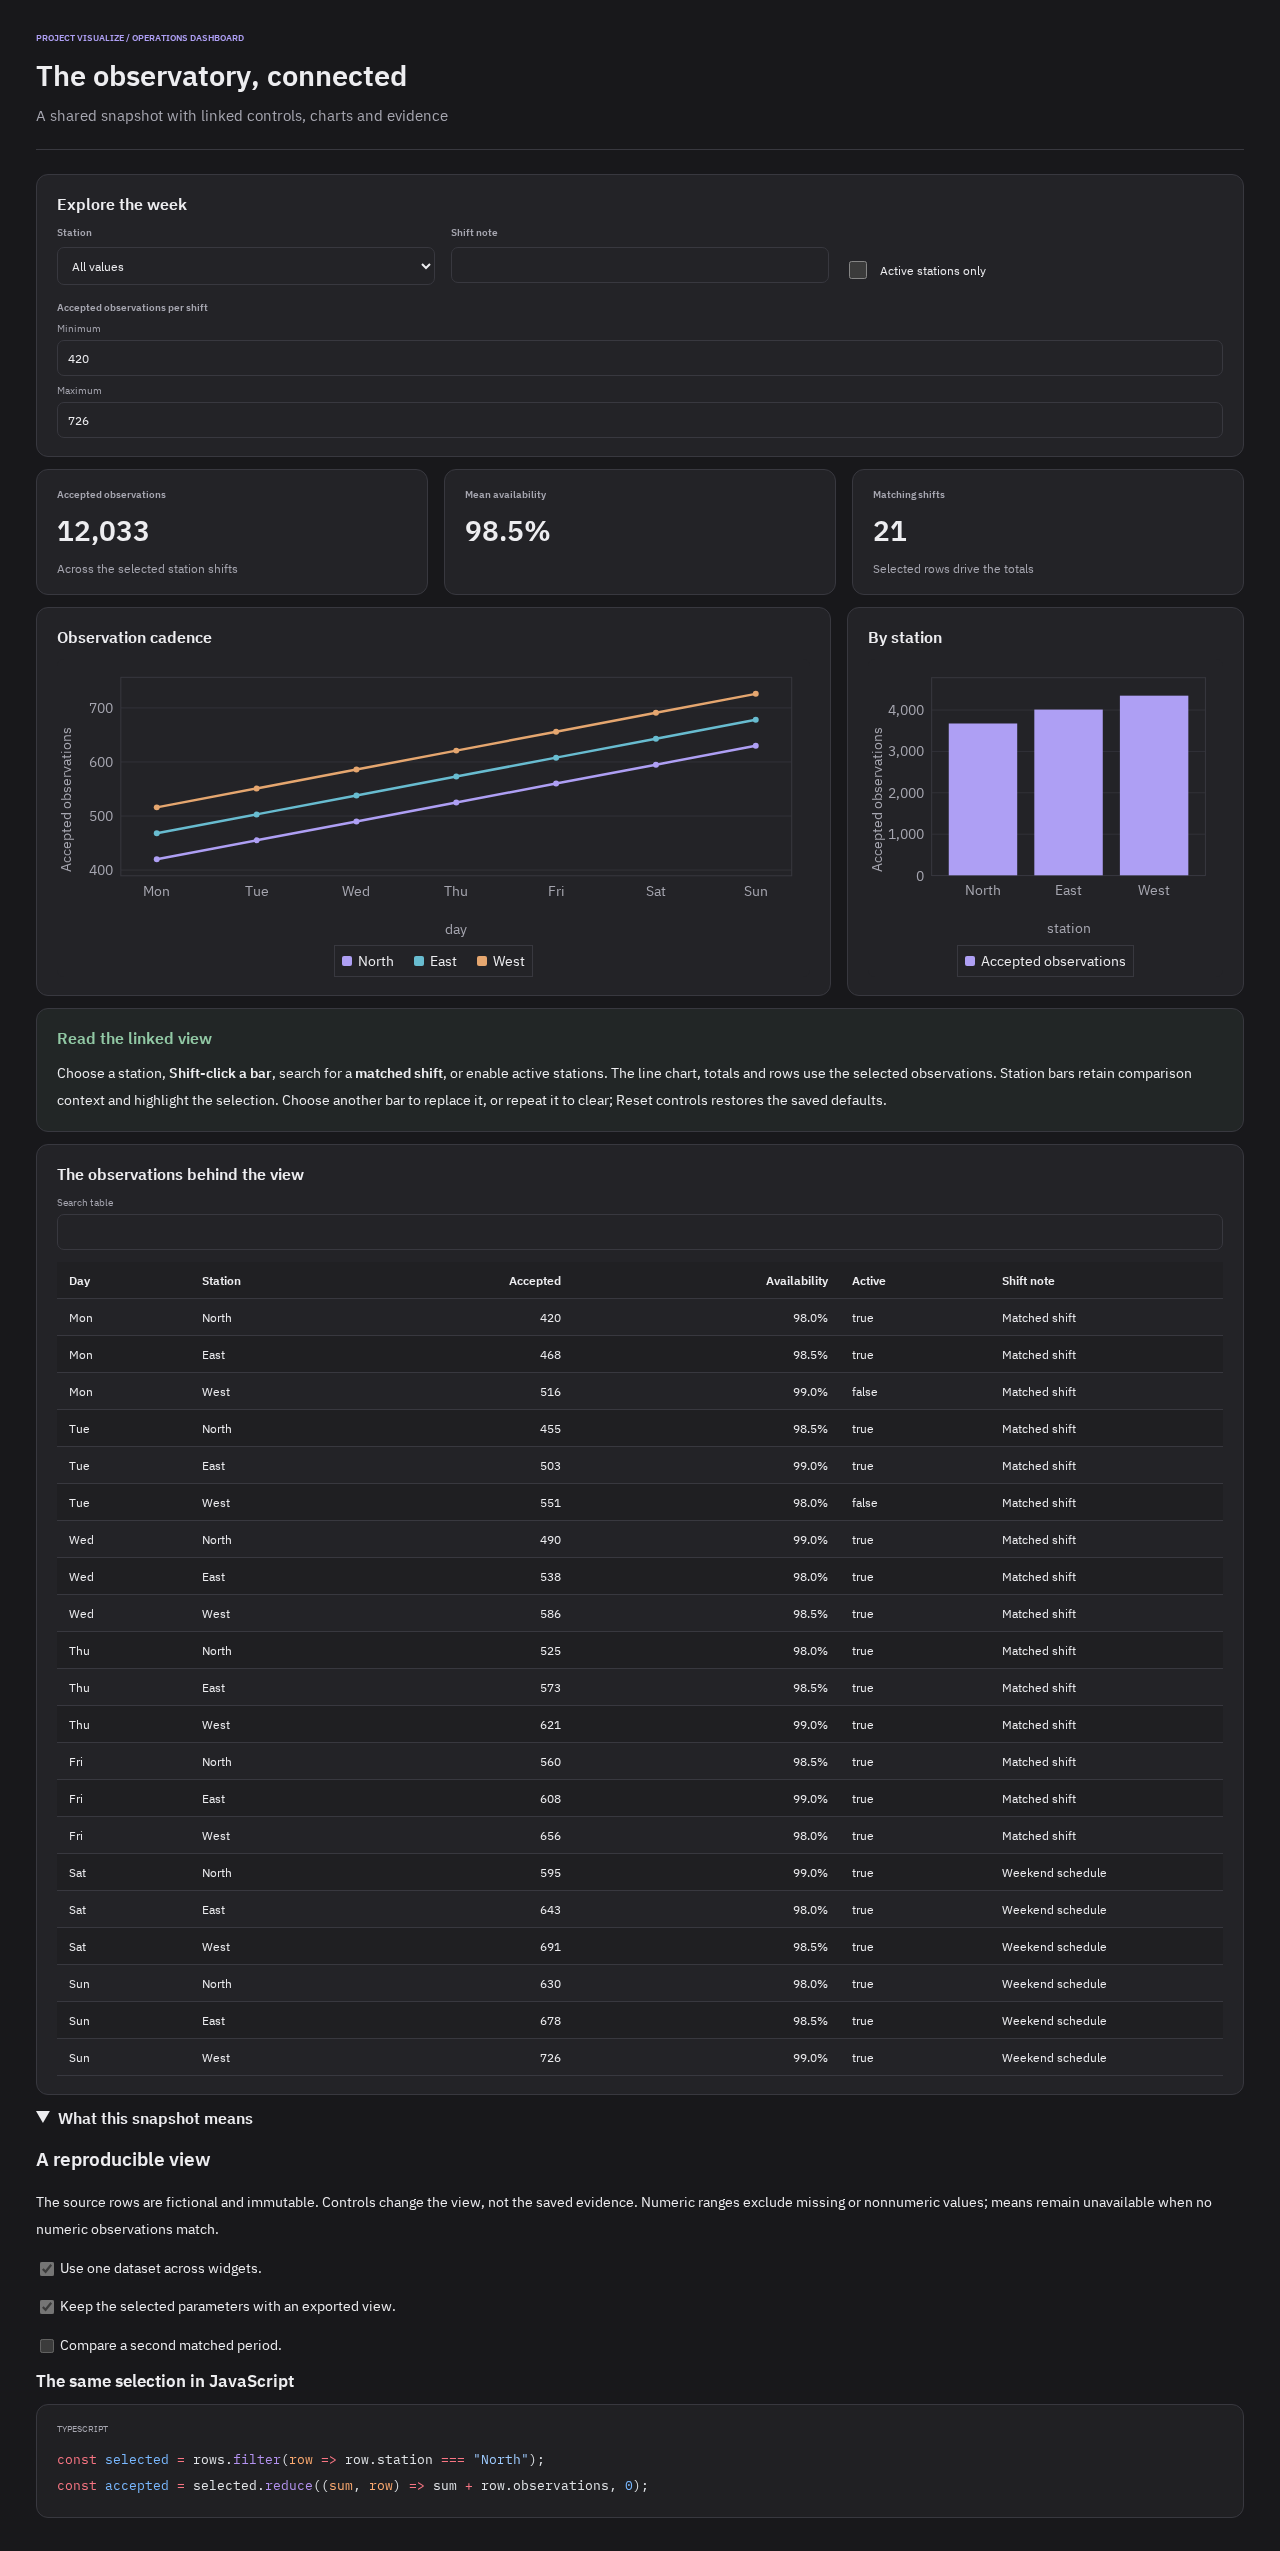 PROJECT VISUALIZE / OPERATIONS DASHBOARD
The observatory, connected
A shared snapshot with linked controls, charts and evidence
Explore the week
Station
All values
Shift note
Active stations only
Accepted observations per shift
Minimum
420
Maximum
726
Accepted observations
12,033
Across the selected station shifts
Mean availability
98.5%
Matching shifts
21
Selected rows drive the totals
Observation cadence
Accepted observations
700
600
500
400
Mon Tue Wed Thu Fri Sat Sun
day
North East West
By station
Accepted observations
4,000
3,000
2,000
1,000
0
North East West
station
Accepted observations
Read the linked view
Choose a station, Shift-click a bar, search for a matched shift, or enable active stations. The line chart, totals and rows use the selected observations. Station bars retain comparison
context and highlight the selection. Choose another bar to replace it, or repeat it to clear; Reset controls restores the saved defaults.
The observations behind the view
Search table
Day Station Accepted Availability Active Shift note
Mon North 420 98.0% true Matched shift
Mon East 468 98.5% true Matched shift
Mon West 516 99.0% false Matched shift
Tue North 455 98.5% true Matched shift
Tue East 503 99.0% true Matched shift
Tue West 551 98.0% false Matched shift
Wed North 490 99.0% true Matched shift
Wed East 538 98.0% true Matched shift
Wed West 586 98.5% true Matched shift
Thu North 525 98.0% true Matched shift
Thu East 573 98.5% true Matched shift
Thu West 621 99.0% true Matched shift
Fri North 560 98.5% true Matched shift
Fri East 608 99.0% true Matched shift
Fri West 656 98.0% true Matched shift
Sat North 595 99.0% true Weekend schedule
Sat East 643 98.0% true Weekend schedule
Sat West 691 98.5% true Weekend schedule
Sun North 630 98.0% true Weekend schedule
Sun East 678 98.5% true Weekend schedule
Sun West 726 99.0% true Weekend schedule
What this snapshot means
A reproducible view
The source rows are fictional and immutable. Controls change the view, not the saved evidence. Numeric ranges exclude missing or nonnumeric values; means remain unavailable when no
numeric observations match.
Use one dataset across widgets.
Keep the selected parameters with an exported view.
Compare a second matched period.
The same selection in JavaScript
TYPESCRIPT
const selected = rows.filter(row => row.station === "North");
const accepted = selected.reduce((sum, row) => sum + row.observations, 0);